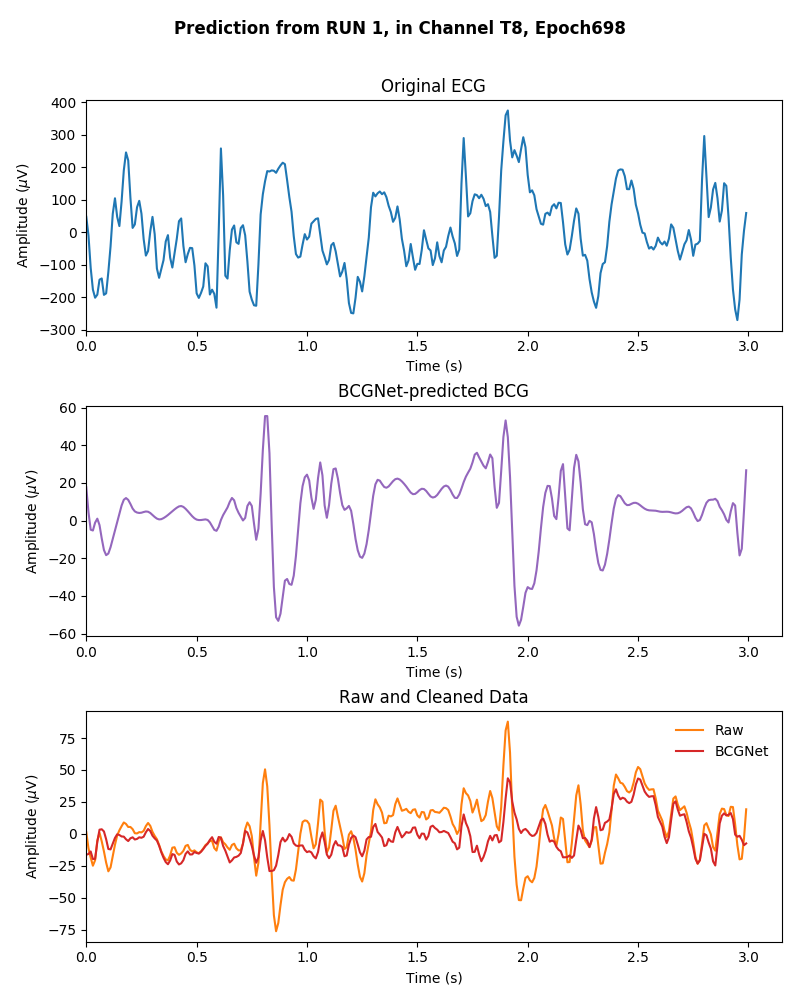 Prediction from RUN 1, in Channel T8, Epoch698
Original ECG
400
300
200
100
0
−100
−200
−300
Amplitude (μV)
0.0 0.5 1.0 1.5 2.0 2.5 3.0
Time (s)
BCGNet-predicted BCG
60
40
20
0
−20
−40
−60
Amplitude (μV)
0.0 0.5 1.0 1.5 2.0 2.5 3.0
Time (s)
Raw and Cleaned Data
75
50
25
0
−25
−50
−75
Amplitude (μV)
Raw
BCGNet
0.0 0.5 1.0 1.5 2.0 2.5 3.0
Time (s)